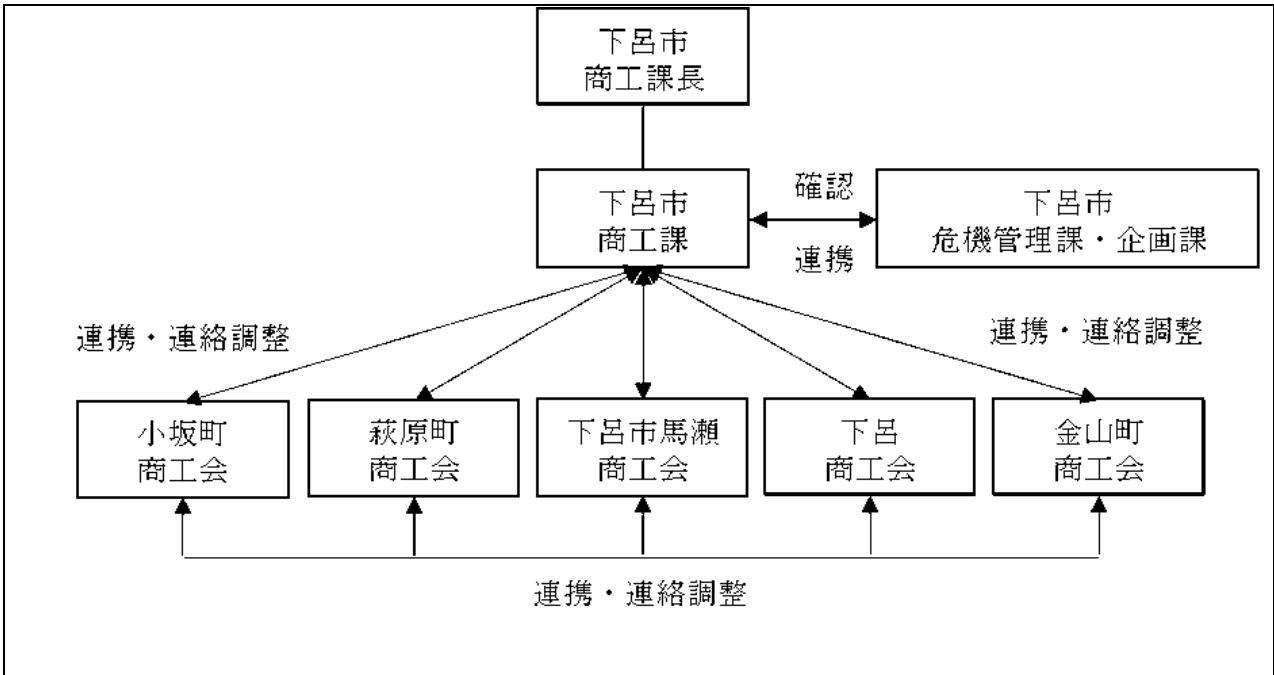 下呂市
商工課長
下呂市
商工課
確認
連携
下呂市
危機管理課・企画課
連携・連絡調整
連携・連絡調整
小坂町
商工会
萩原町
商工会
下呂市馬瀬
商工会
下呂
商工会
金山町
商工会
連携・連絡調整